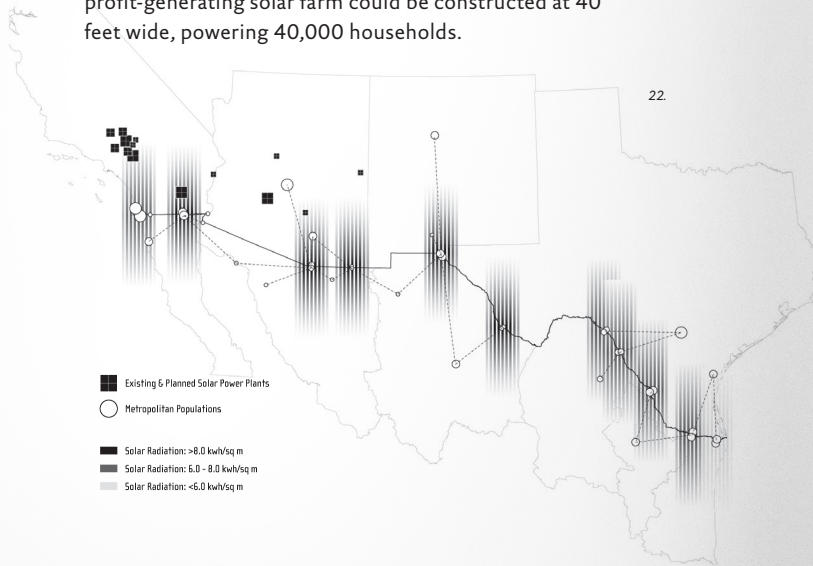 profit-generating solar farm could be constructed at 40
feet wide, powering 40,000 households.
22.
Existing & Planned Solar Power Plants
Metropolitan Populations
Solar Radiation: >8.0 kwh/sq m
Solar Radiation: 6.0 - 8.0 kwh/sq m
Solar Radiation: <6.0 kwh/sq m